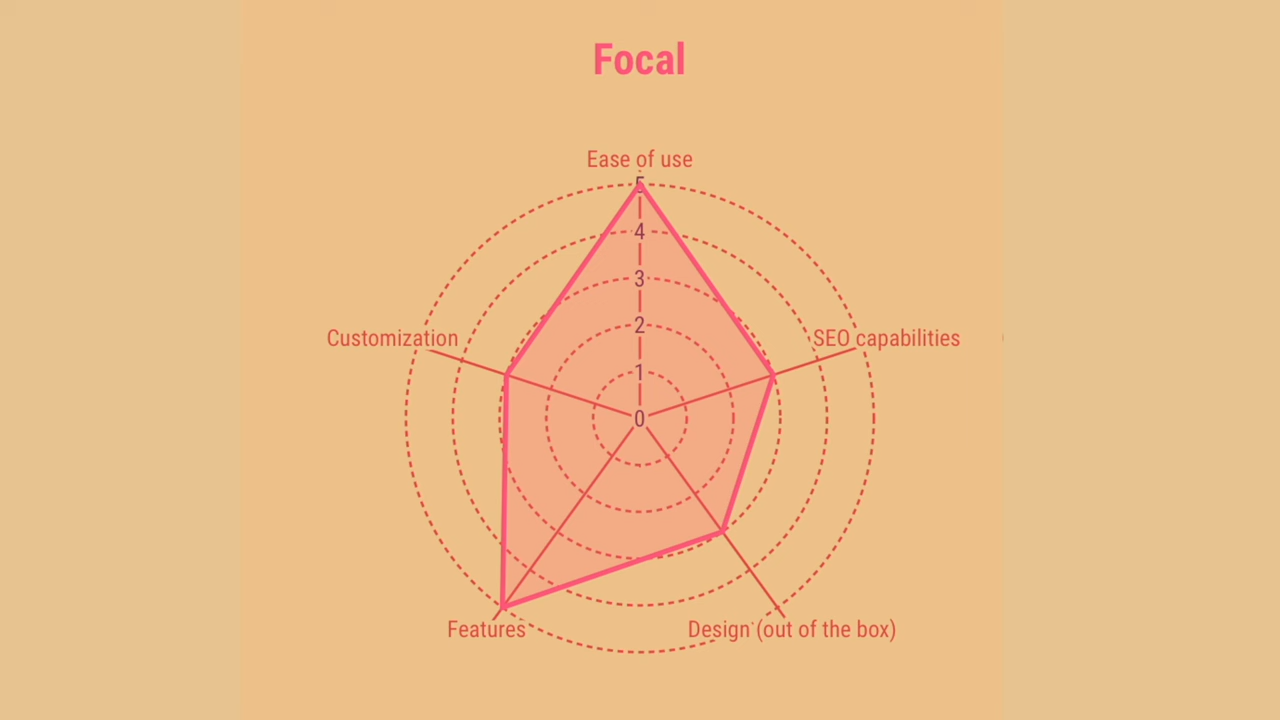 Focal
Ease of use
5
4
3
2
1
0
Customization
SEO capabilities
Features
Design (out of the box)